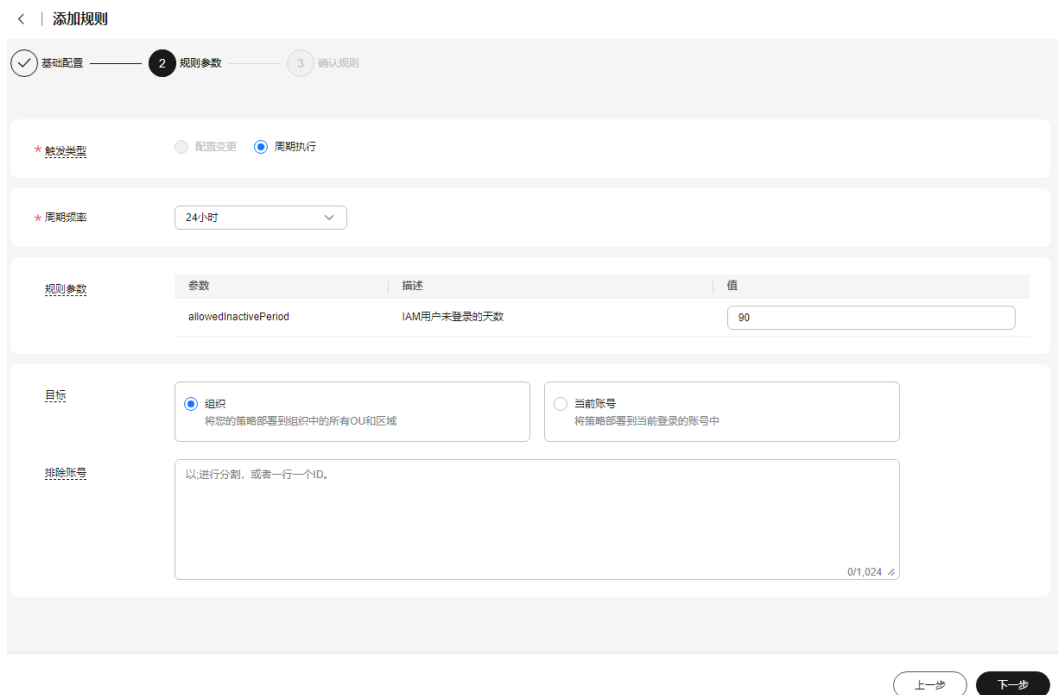 添加规则
基础配置 2 规则参数 3 确认规则
* 触发类型 配置变更 周期执行
* 周期频率 24小时
规则参数 参数 描述 值
allowedInactivePeriod IAM用户未登录的天数 90
目标 组织 当前账号
将您的策略部署到组织中的所有OU和区域 将策略部署到当前登录的账号中
排除账号 以;进行分割，或者一行一个ID。
0/1,024
上一步 下一步